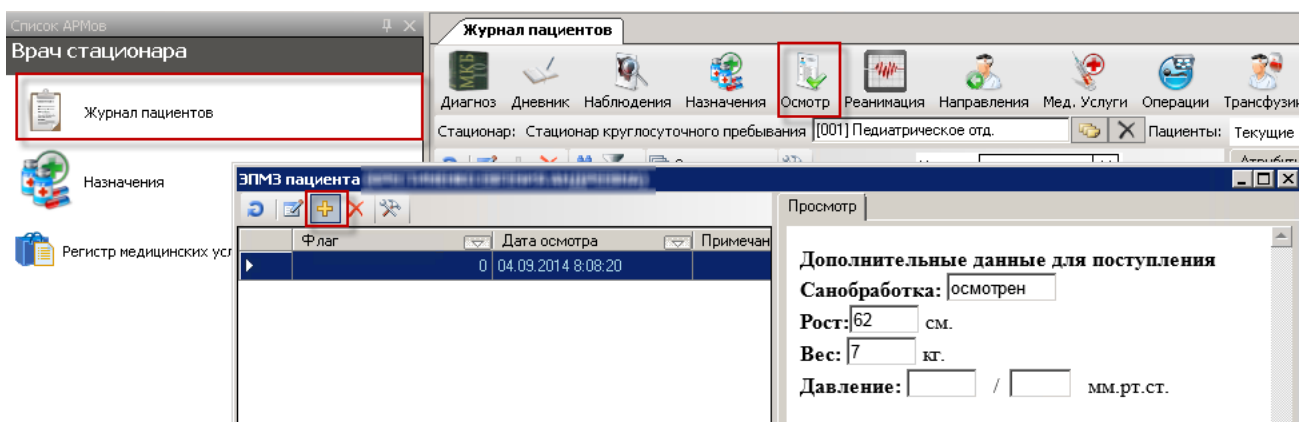 Список АРМов
Врач стационара
Журнал пациентов
Назначения
Регистр медицинских усл
Журнал пациентов
МКБ 10
Диагноз Дневник Наблюдения Назначения Осмотр Реанимация Направления Мед. Услуги Операции Трансфузии
Стационар: Стационар круглосуточного пребывания [001] Педиатрическое отд. Пациенты: Текущие
ЭПМЗ пациента
Флаг Дата осмотра Примечан
0 04.09.2014 8:08:20
Просмотр
Дополнительные данные для поступления
Санобработка: осмотрен
Рост: 62 см.
Вес: 7 кг.
Давление: / мм.рт.ст.